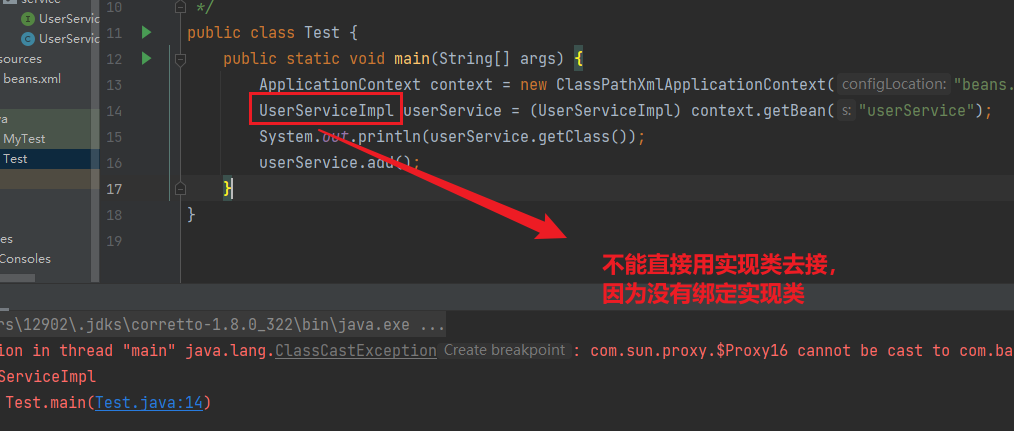 service
UserServic
UserServic
sources
beans.xml
va
MyTest
Test
es
Consoles
10 */
11 public class Test {
12 public static void main(String[] args) {
13 ApplicationContext context = new ClassPathXmlApplicationContext( configLocation: "beans.
14 UserServiceImpl userService = (UserServiceImpl) context.getBean( s: "userService");
15 System.out.println(userService.getClass());
16 userService.add();
17 }
18 }
19
不能直接用实现类去接，
因为没有绑定实现类
rs\12902\.jdks\corretto-1.8.0_322\bin\java.exe ...
ion in thread "main" java.lang.ClassCastException Create breakpoint : com.sun.proxy.$Proxy16 cannot be cast to com.ba
ServiceImpl
Test.main(Test.java:14)